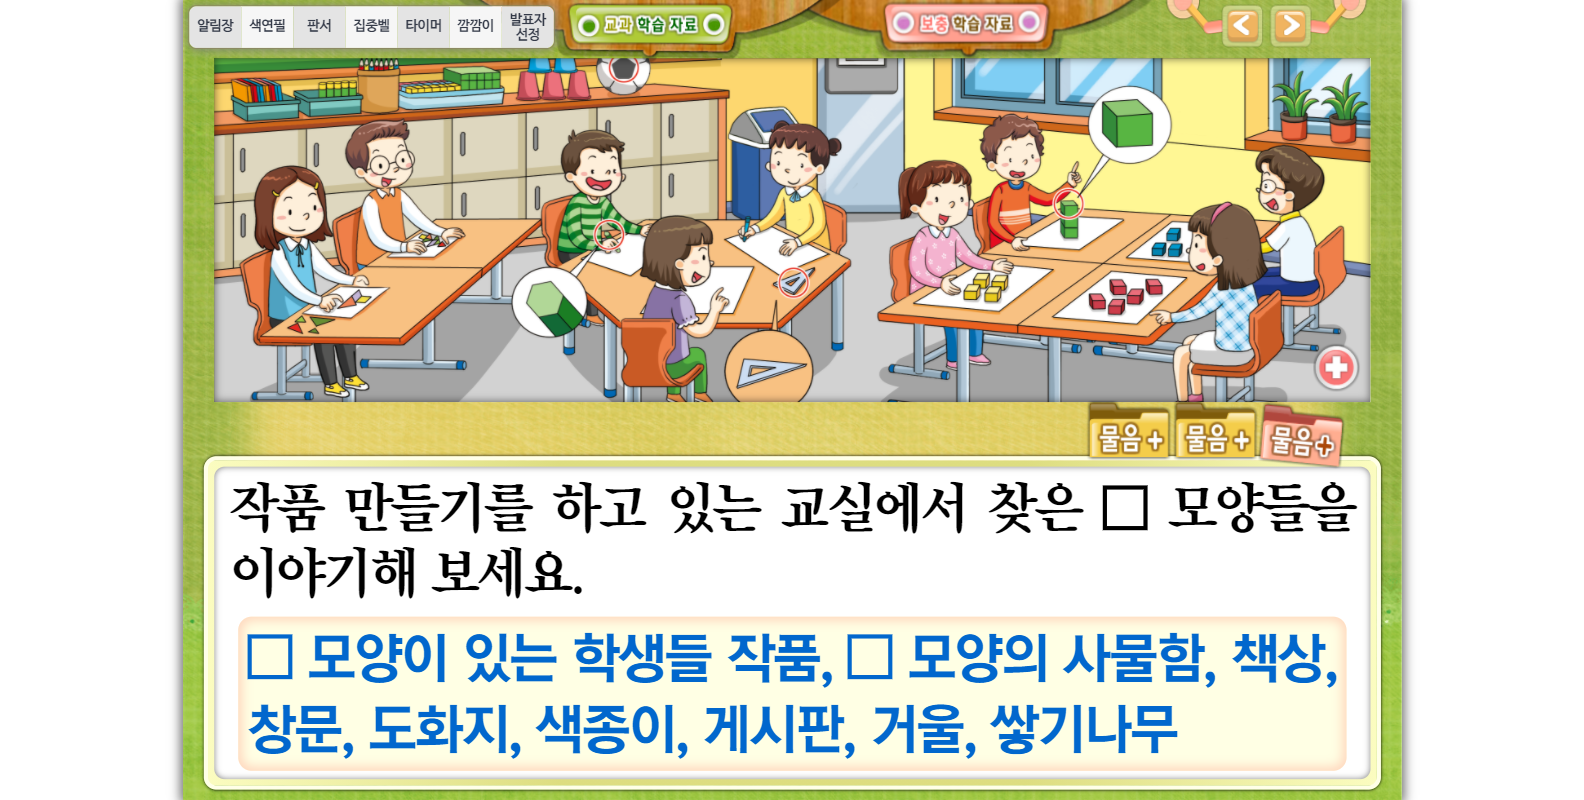 알림장 색연필 판서 집중벨 타이머 깜깜이 발표자
선정
교과 학습 자료
보충 학습 자료
물음+ 물음+ 물음+
작품 만들기를 하고 있는 교실에서 찾은 □ 모양들을
이야기해 보세요.
□ 모양이 있는 학생들 작품, □ 모양의 사물함, 책상,
창문, 도화지, 색종이, 게시판, 거울, 쌓기나무